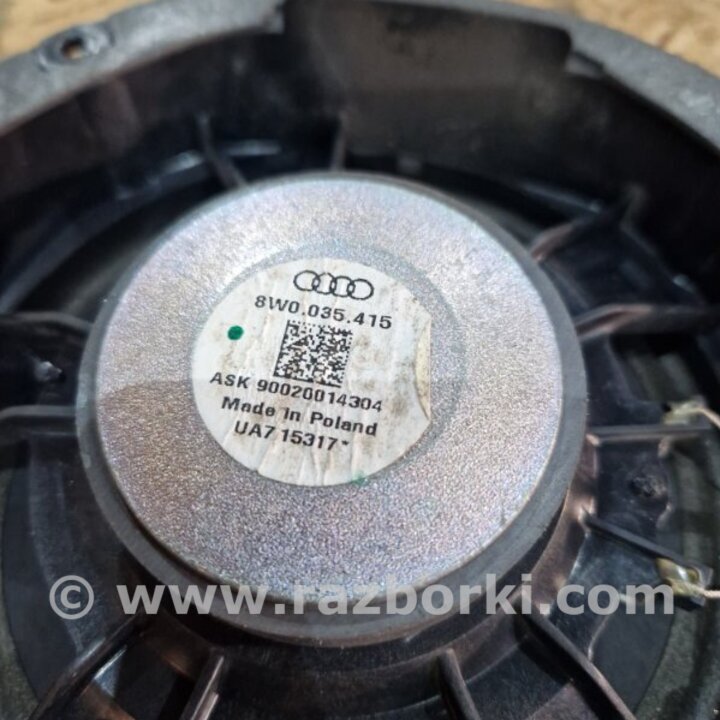 8W0.035.415
ASK 90020014304
Made in Poland
UA7 15317*
© www.razborki.com